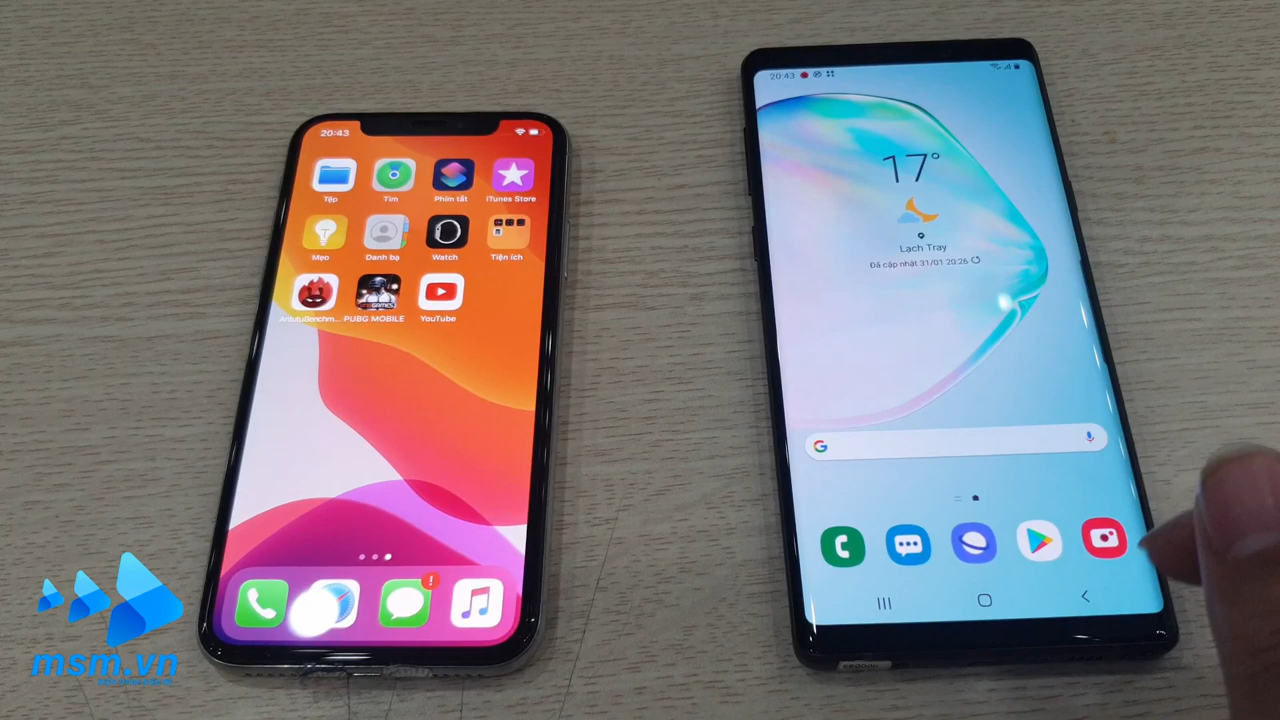 20:43
Tệp
Tìm
Phím tắt
iTunes Store
Mẹo
Danh bạ
Watch
Tiện ích
AntutuBenchm...
PUBG MOBILE
YouTube
!
20:43
17°
Lạch Tray
Đã cập nhật 31/01 20:26
G
msm.vn